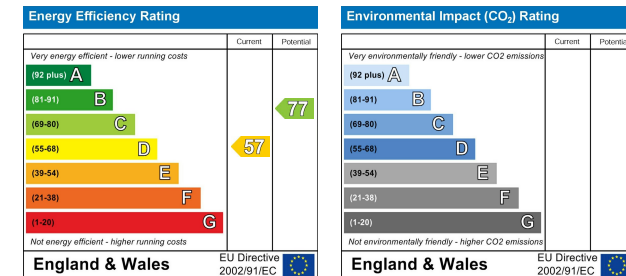 Energy Efficiency Rating
Current Potential
Very energy efficient - lower running costs
(92 plus) A
(81-91) B
77
(69-80) C
(55-68) D
57
(39-54) E
(21-38) F
(1-20) G
Not energy efficient - higher running costs
England & Wales
EU Directive
2002/91/EC
Environmental Impact (CO₂) Rating
Current Potential
Very environmentally friendly - lower CO2 emissions
(92 plus) A
(81-91) B
(69-80) C
(55-68) D
(39-54) E
(21-38) F
(1-20) G
Not environmentally friendly - higher CO2 emissions
England & Wales
EU Directive
2002/91/EC